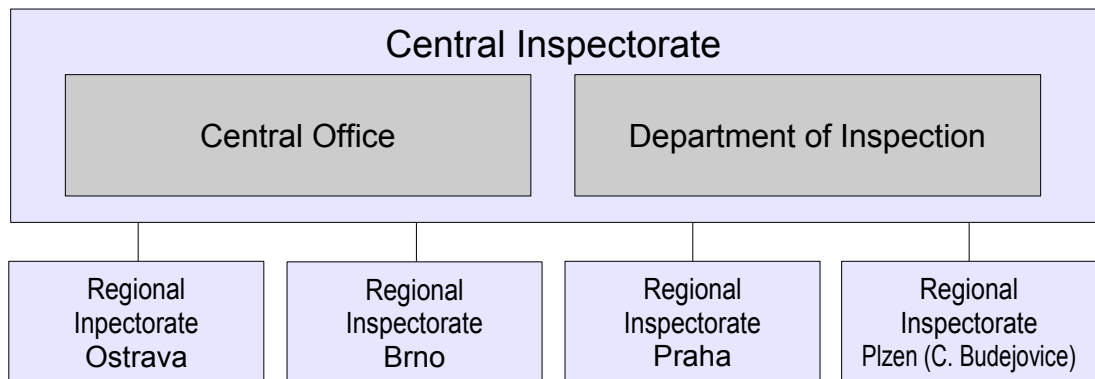 Central Inspectorate
Central Office
Department of Inspection
Regional
Inpectorate
Ostrava
Regional
Inspectorate
Brno
Regional
Inspectorate
Praha
Regional
Inspectorate
Plzen (C. Budejovice)